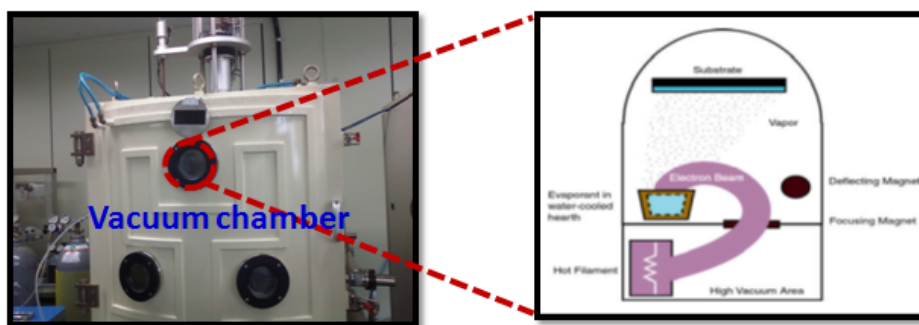 Vacuum chamber
Substrate
Vapor
Electron Beam
Deflecting Magnet
Evaporant in
water-cooled
hearth
Focusing Magnet
Hot Filament
High Vacuum Area